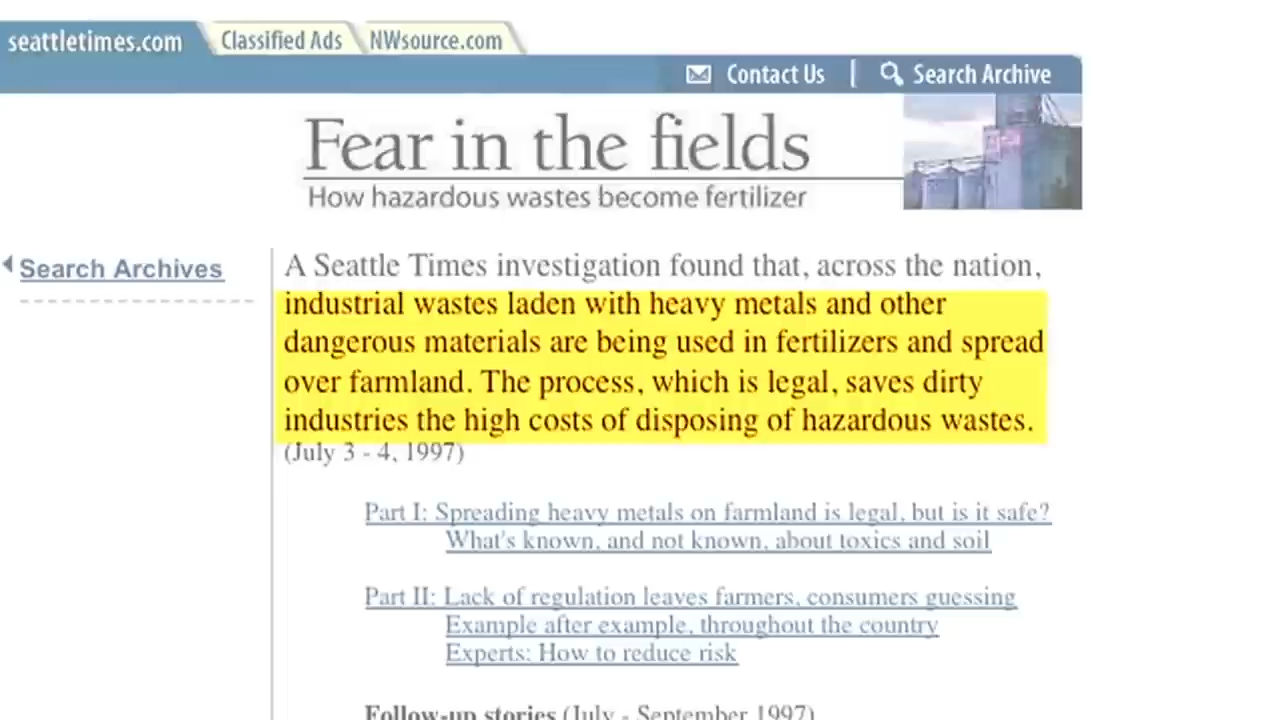 seattletimes.com Classified Ads NWsource.com
Contact Us | Search Archive
Fear in the fields
How hazardous wastes become fertilizer
Search Archives
A Seattle Times investigation found that, across the nation,
industrial wastes laden with heavy metals and other
dangerous materials are being used in fertilizers and spread
over farmland. The process, which is legal, saves dirty
industries the high costs of disposing of hazardous wastes.
(July 3 - 4, 1997)
Part I: Spreading heavy metals on farmland is legal, but is it safe?
What's known, and not known, about toxics and soil
Part II: Lack of regulation leaves farmers, consumers guessing
Example after example, throughout the country
Experts: How to reduce risk
Follow-up stories (July - September 1997)